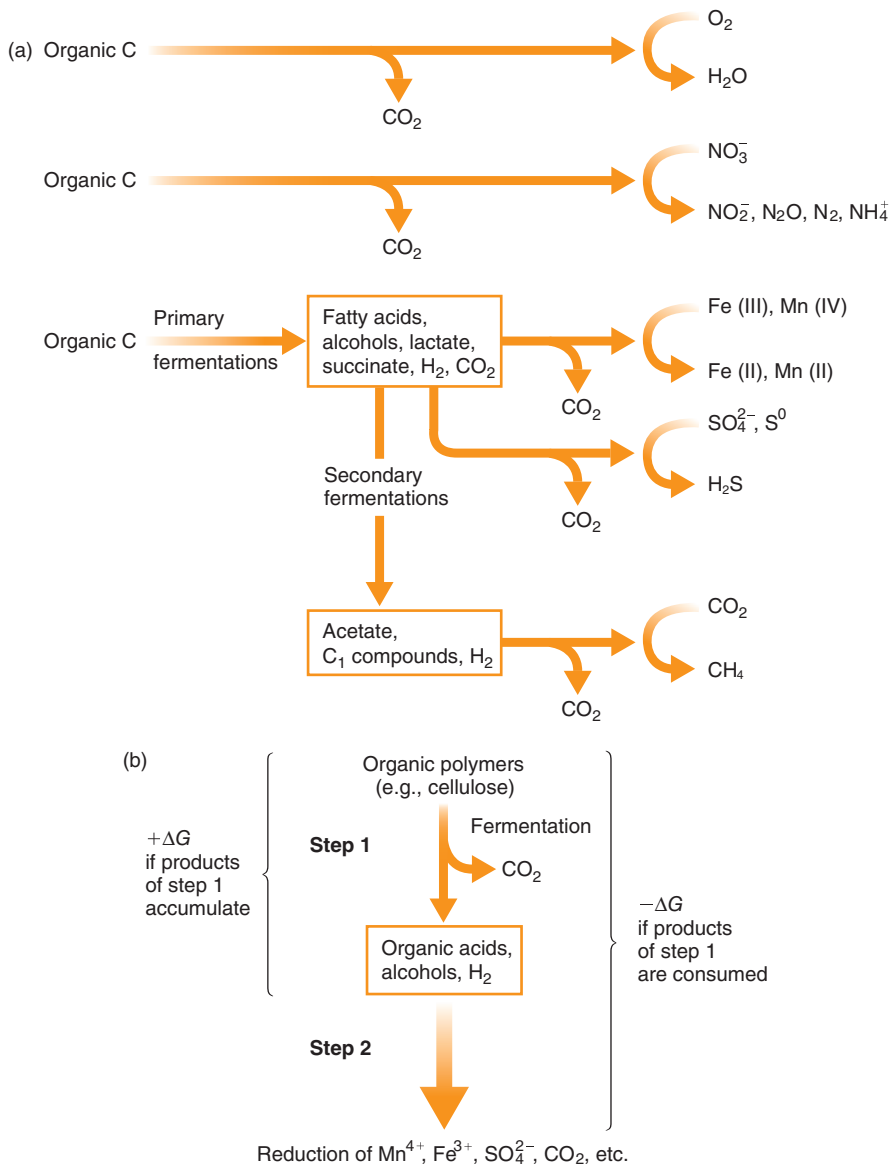 (a) Organic C
O₂
H₂O
CO₂
Organic C
NO₃⁻
NO₂⁻, N₂O, N₂, NH₄⁺
CO₂
Organic C
Primary
fermentations
Fatty acids,
alcohols, lactate,
succinate, H₂, CO₂
Fe (III), Mn (IV)
Fe (II), Mn (II)
CO₂
SO₄²⁻, S⁰
H₂S
CO₂
Secondary
fermentations
Acetate,
C₁ compounds, H₂
CO₂
CH₄
CO₂
(b)
Organic polymers
(e.g., cellulose)
Step 1
Fermentation
CO₂
+ΔG
if products
of step 1
accumulate
Organic acids,
alcohols, H₂
−ΔG
if products
of step 1
are consumed
Step 2
Reduction of Mn⁴⁺, Fe³⁺, SO₄²⁻, CO₂, etc.